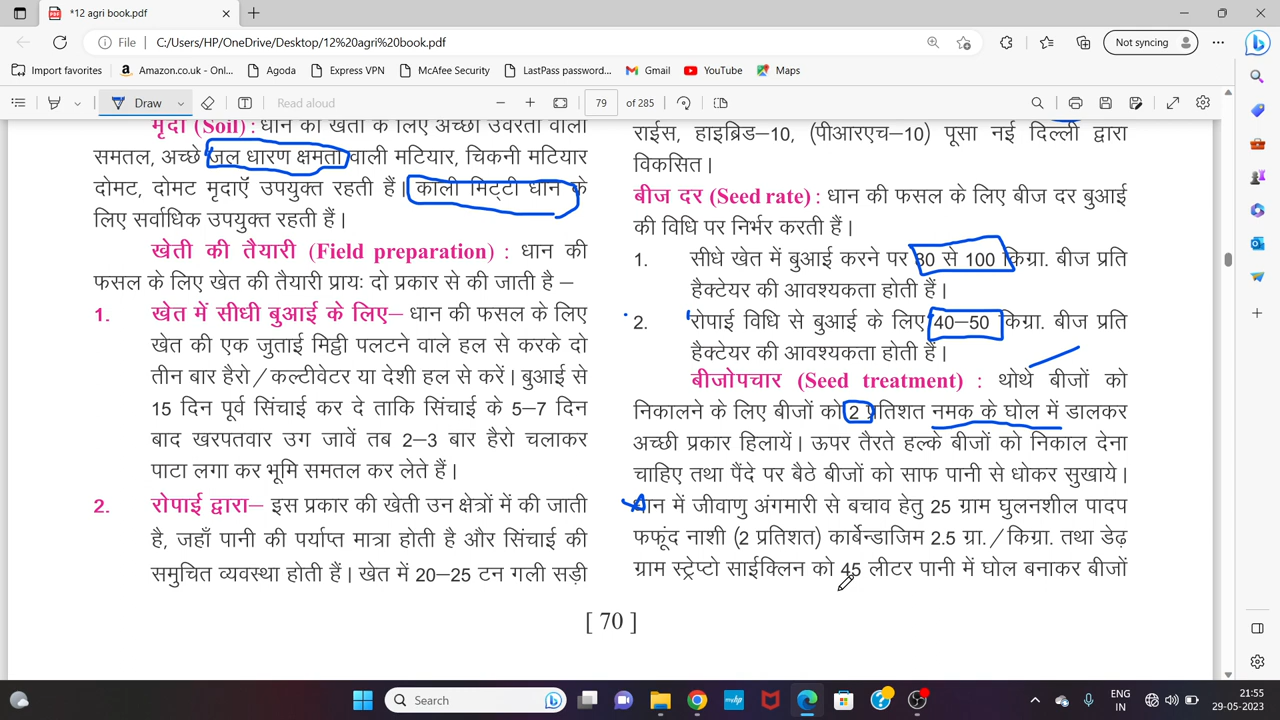 *12 agri book.pdf
File
C:/Users/HP/OneDrive/Desktop/12%20agri%20book.pdf
Not syncing
Import favorites
Amazon.co.uk - Onl...
Agoda
Express VPN
McAfee Security
LastPass password...
Gmail
YouTube
Maps
Draw
Read aloud
79 of 285
मृदा (Soil) : धान की खेती के लिए अच्छी उर्वरता वाली
समतल, अच्छे जल धारण क्षमता वाली मटियार, चिकनी मटियार
दोमट, दोमट मृदाएँ उपयुक्त रहती हैं। काली मिट्टी धान के
लिए सर्वाधिक उपयुक्त रहती हैं।
खेती की तैयारी (Field preparation) : धान की
फसल के लिए खेत की तैयारी प्रायः दो प्रकार से की जाती है –
1. खेत में सीधी बुआई के लिए– धान की फसल के लिए
खेत की एक जुताई मिट्टी पलटने वाले हल से करके दो
तीन बार हैरो/कल्टीवेटर या देशी हल से करें। बुआई से
15 दिन पूर्व सिंचाई कर दे ताकि सिंचाई के 5–7 दिन
बाद खरपतवार उग जावें तब 2–3 बार हैरो चलाकर
पाटा लगा कर भूमि समतल कर लेते हैं।
2. रोपाई द्वारा– इस प्रकार की खेती उन क्षेत्रों में की जाती
है, जहाँ पानी की पर्याप्त मात्रा होती है और सिंचाई की
समुचित व्यवस्था होती हैं। खेत में 20–25 टन गली सड़ी
राईस, हाइब्रिड–10, (पीआरएच–10) पूसा नई दिल्ली द्वारा
विकसित।
बीज दर (Seed rate) : धान की फसल के लिए बीज दर बुआई
की विधि पर निर्भर करती हैं।
1. सीधे खेत में बुआई करने पर 80 से 100 किग्रा. बीज प्रति
हैक्टेयर की आवश्यकता होती हैं।
2. रोपाई विधि से बुआई के लिए 40–50 किग्रा. बीज प्रति
हैक्टेयर की आवश्यकता होती हैं।
बीजोपचार (Seed treatment) : थोथे बीजों को
निकालने के लिए बीजों को 2 प्रतिशत नमक के घोल में डालकर
अच्छी प्रकार हिलायें। ऊपर तैरते हल्के बीजों को निकाल देना
चाहिए तथा पैंदे पर बैठे बीजों को साफ पानी से धोकर सुखाये।
धान में जीवाणु अंगमारी से बचाव हेतु 25 ग्राम घुलनशील पादप
फफूंद नाशी (2 प्रतिशत) कार्बेन्डाजिम 2.5 ग्रा./किग्रा. तथा डेढ़
ग्राम स्ट्रेप्टो साईक्लिन को 45 लीटर पानी में घोल बनाकर बीजों
[ 70 ]
Search
ENG
IN
21:55
29-05-2023